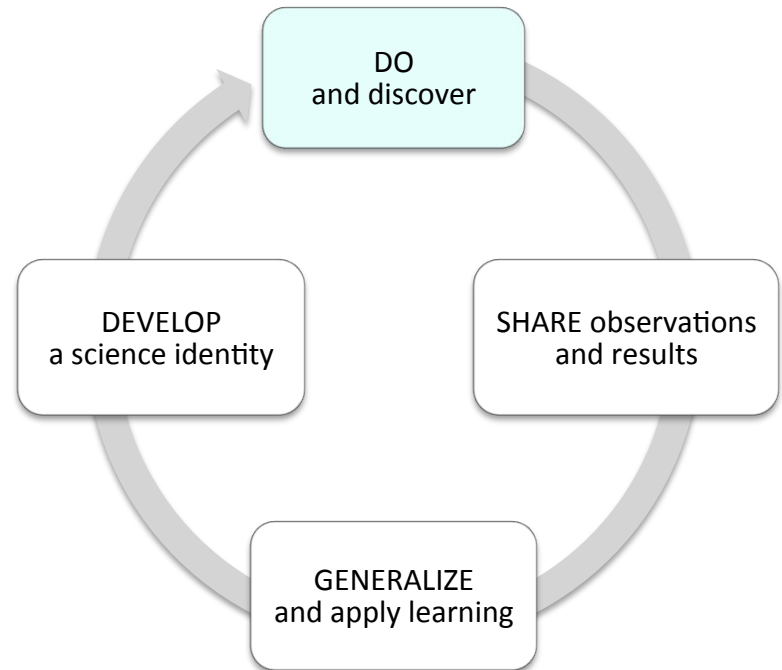 DO
and discover
SHARE observations
and results
GENERALIZE
and apply learning
DEVELOP
a science identity